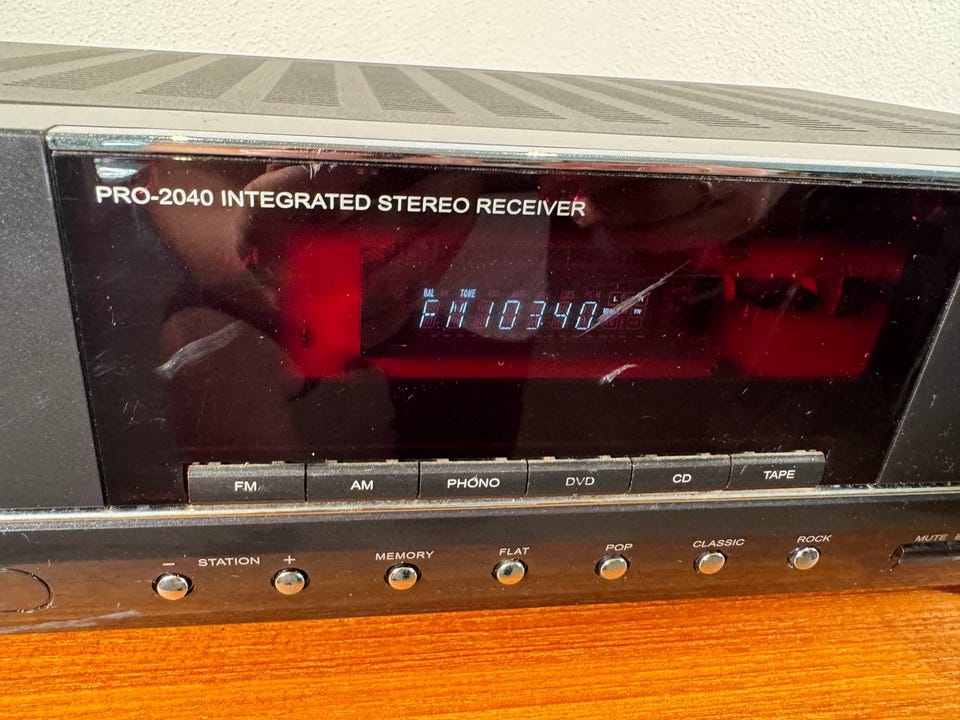 PRO-2040 INTEGRATED STEREO RECEIVER
BAL TONE
FM 103.40
FM AM PHONO DVD CD TAPE
− STATION + MEMORY FLAT POP CLASSIC ROCK MUTE